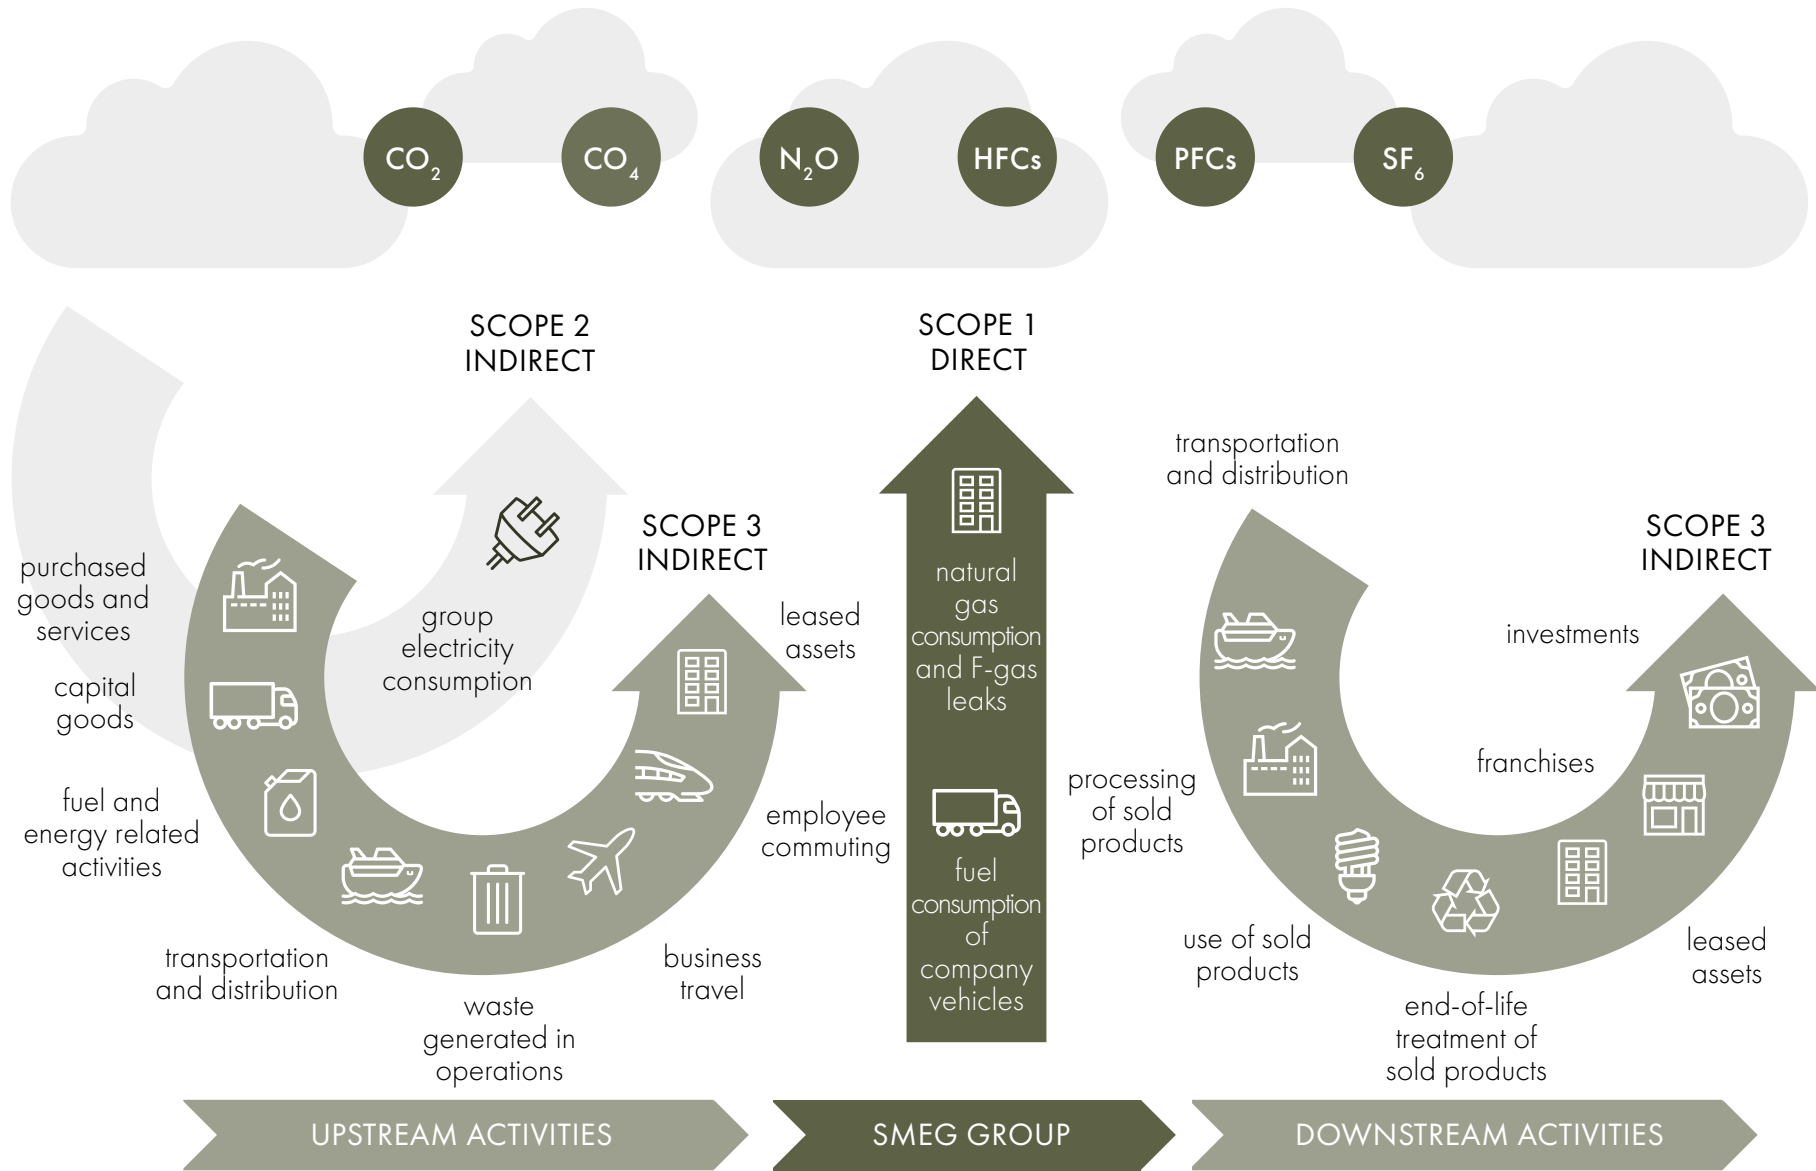 CO2
CO4
N2O
HFCs
PFCs
SF6
SCOPE 2
INDIRECT
group
electricity
consumption
SCOPE 3
INDIRECT
purchased
goods and
services
capital
goods
fuel and
energy related
activities
transportation
and distribution
waste
generated in
operations
business
travel
employee
commuting
leased
assets
SCOPE 1
DIRECT
natural
gas
consumption
and F-gas
leaks
fuel
consumption
of
company
vehicles
transportation
and distribution
processing
of sold
products
use of sold
products
end-of-life
treatment of
sold products
leased
assets
franchises
investments
SCOPE 3
INDIRECT
UPSTREAM ACTIVITIES
SMEG GROUP
DOWNSTREAM ACTIVITIES